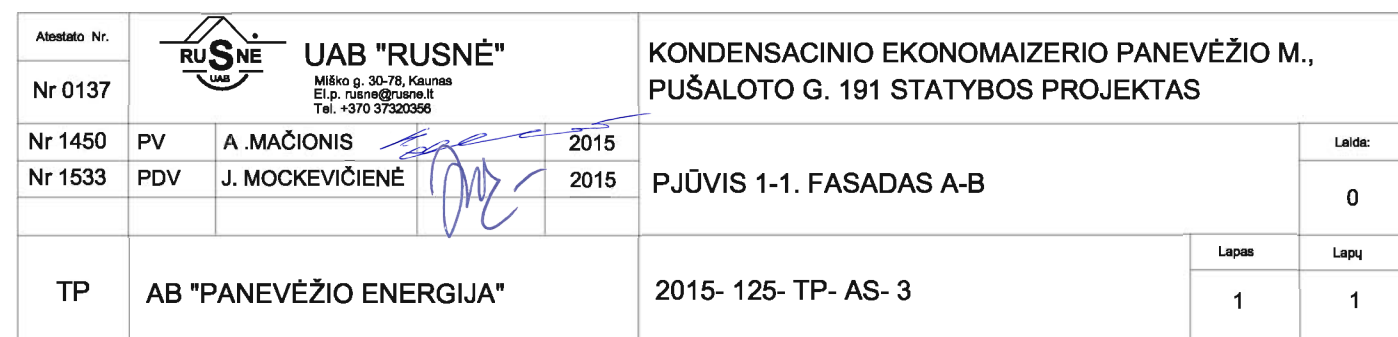 Atestato Nr.
Nr 0137
RUSNE
UAB
UAB "RUSNĖ"
Miško g. 30-78, Kaunas
El.p. rusne@rusne.lt
Tel. +370 37320356
KONDENSACINIO EKONOMAIZERIO PANEVĖŽIO M.,
PUŠALOTO G. 191 STATYBOS PROJEKTAS
Nr 1450 PV A .MAČIONIS 2015
Nr 1533 PDV J. MOCKEVIČIENĖ 2015
PJŪVIS 1-1. FASADAS A-B
Laida:
0
TP AB "PANEVĖŽIO ENERGIJA"
2015- 125- TP- AS- 3
Lapas
1
Lapų
1